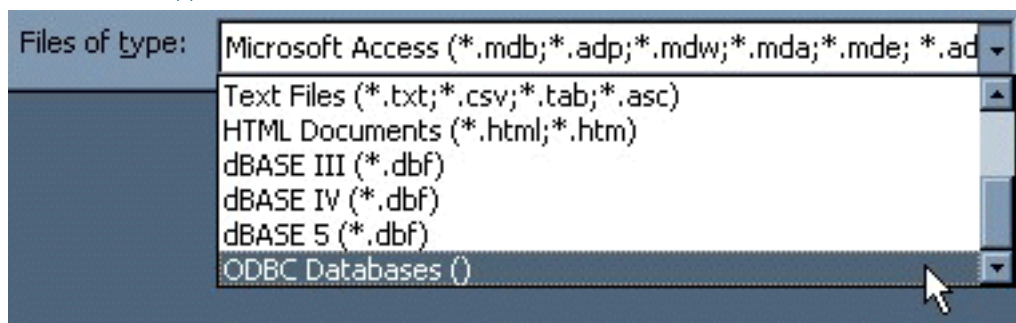 Files of type: Microsoft Access (*.mdb;*.adp;*.mdw;*.mda;*.mde; *.ad
Text Files (*.txt;*.csv;*.tab;*.asc)
HTML Documents (*.html;*.htm)
dBASE III (*.dbf)
dBASE IV (*.dbf)
dBASE 5 (*.dbf)
ODBC Databases ()